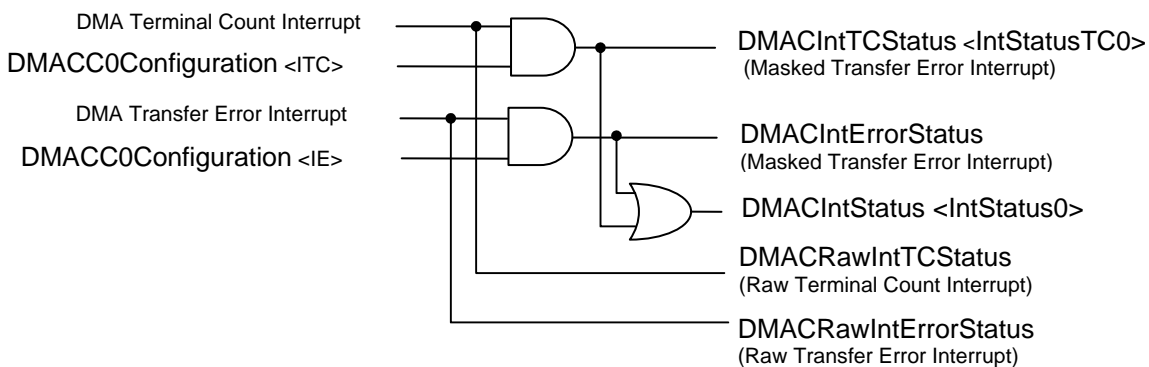 DMA Terminal Count Interrupt
DMACC0Configuration <ITC>
DMA Transfer Error Interrupt
DMACC0Configuration <IE>
DMACIntTCStatus <IntStatusTC0>
(Masked Transfer Error Interrupt)
DMACIntErrorStatus
(Masked Transfer Error Interrupt)
DMACIntStatus <IntStatus0>
DMACRawIntTCStatus
(Raw Terminal Count Interrupt)
DMACRawIntErrorStatus
(Raw Transfer Error Interrupt)